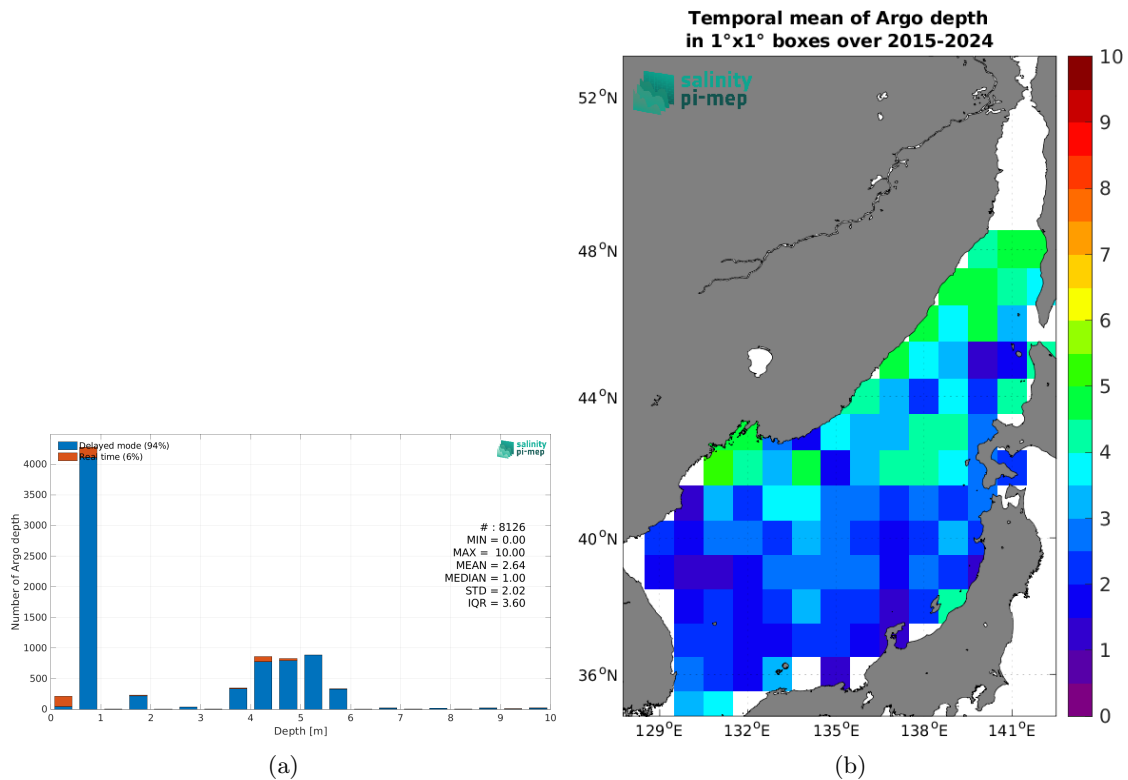 Delayed mode (94%)
Real time (6%)
salinity
pi-mep
4000
3500
3000
2500
2000
1500
1000
500
0
Number of Argo depth
# : 8126
MIN = 0.00
MAX = 10.00
MEAN = 2.64
MEDIAN = 1.00
STD = 2.02
IQR = 3.60
0 1 2 3 4 5 6 7 8 9 10
Depth [m]
(a)
Temporal mean of Argo depth
in 1°x1° boxes over 2015-2024
salinity
pi-mep
52°N
48°N
44°N
40°N
36°N
129°E 132°E 135°E 138°E 141°E
10
9
8
7
6
5
4
3
2
1
0
(b)